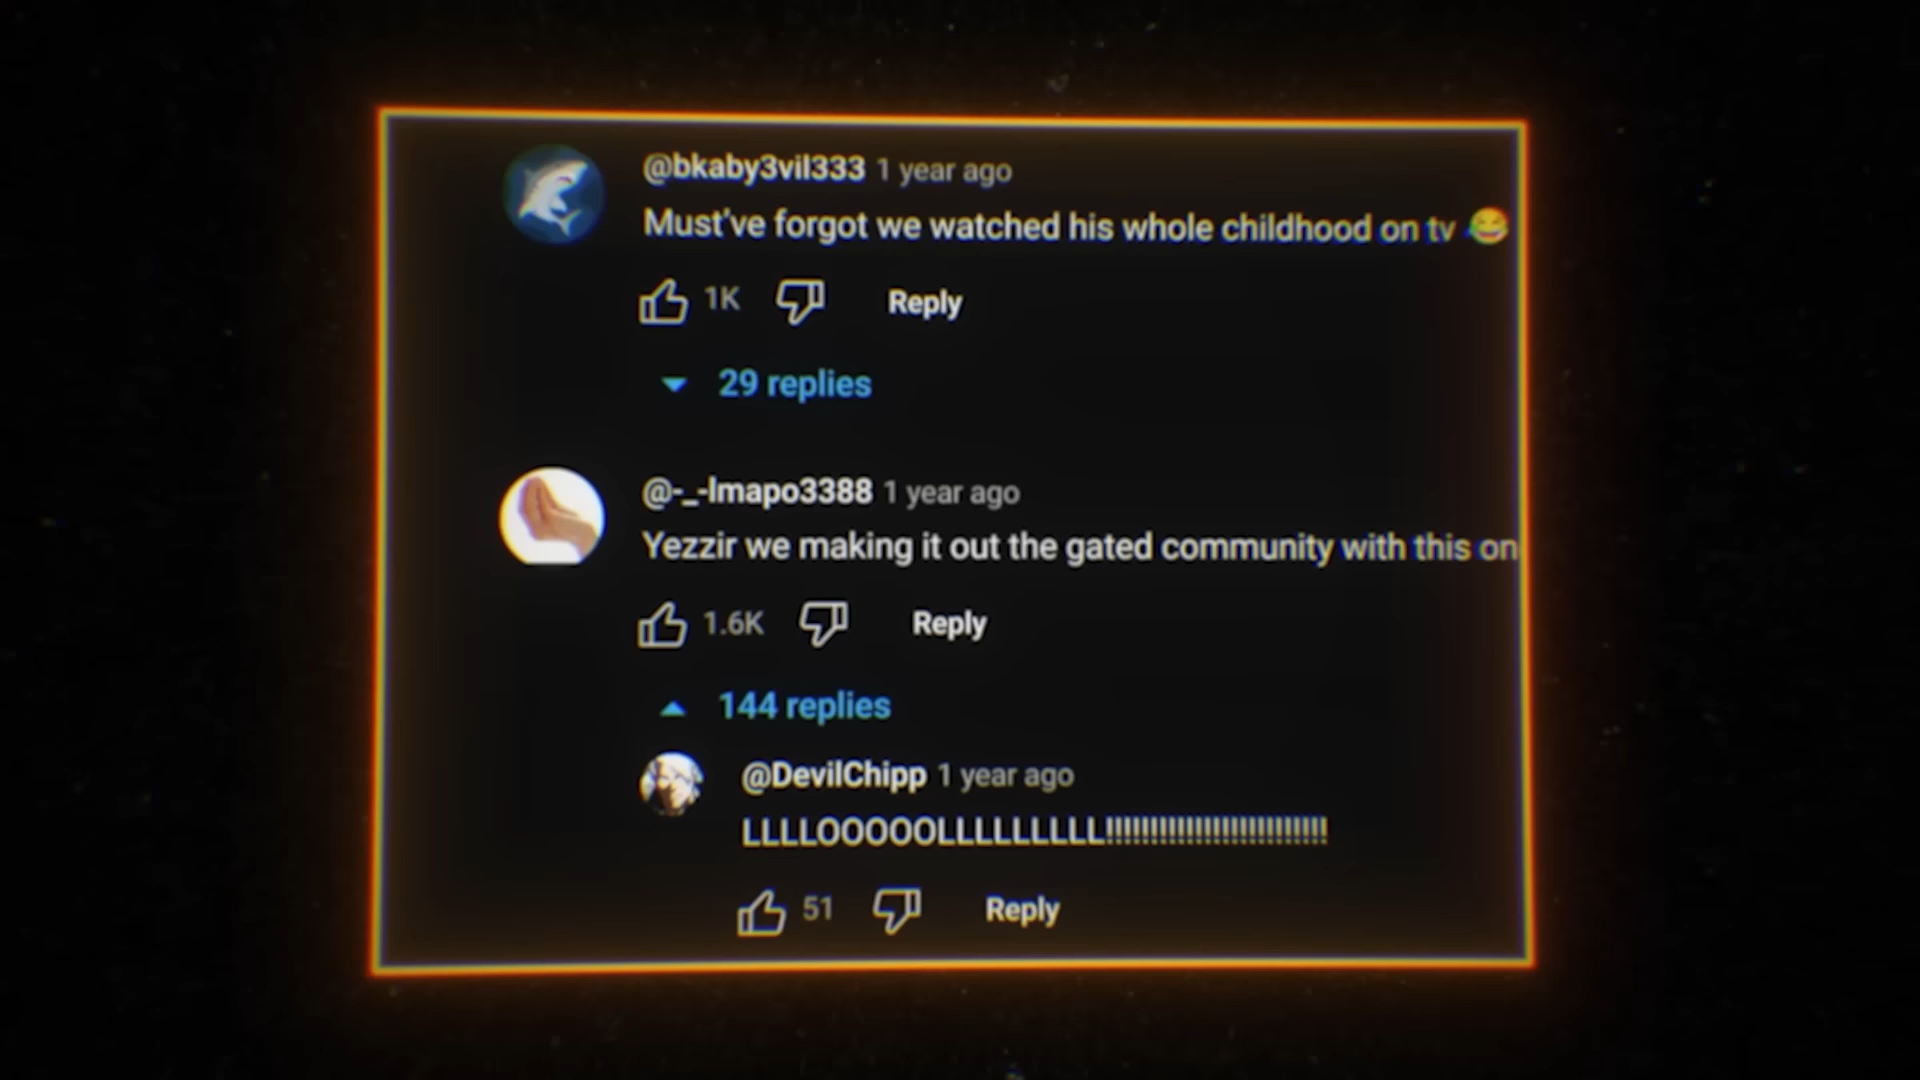 @bkaby3vil333 1 year ago
Must've forgot we watched his whole childhood on tv 😆
1K Reply
29 replies
@-_-lmapo3388 1 year ago
Yezzir we making it out the gated community with this on
1.6K Reply
144 replies
@DevilChipp 1 year ago
LLLLOOOOOLLLLLLLLL!!!!!!!!!!!!!!!!!!!!!!!!!
51 Reply